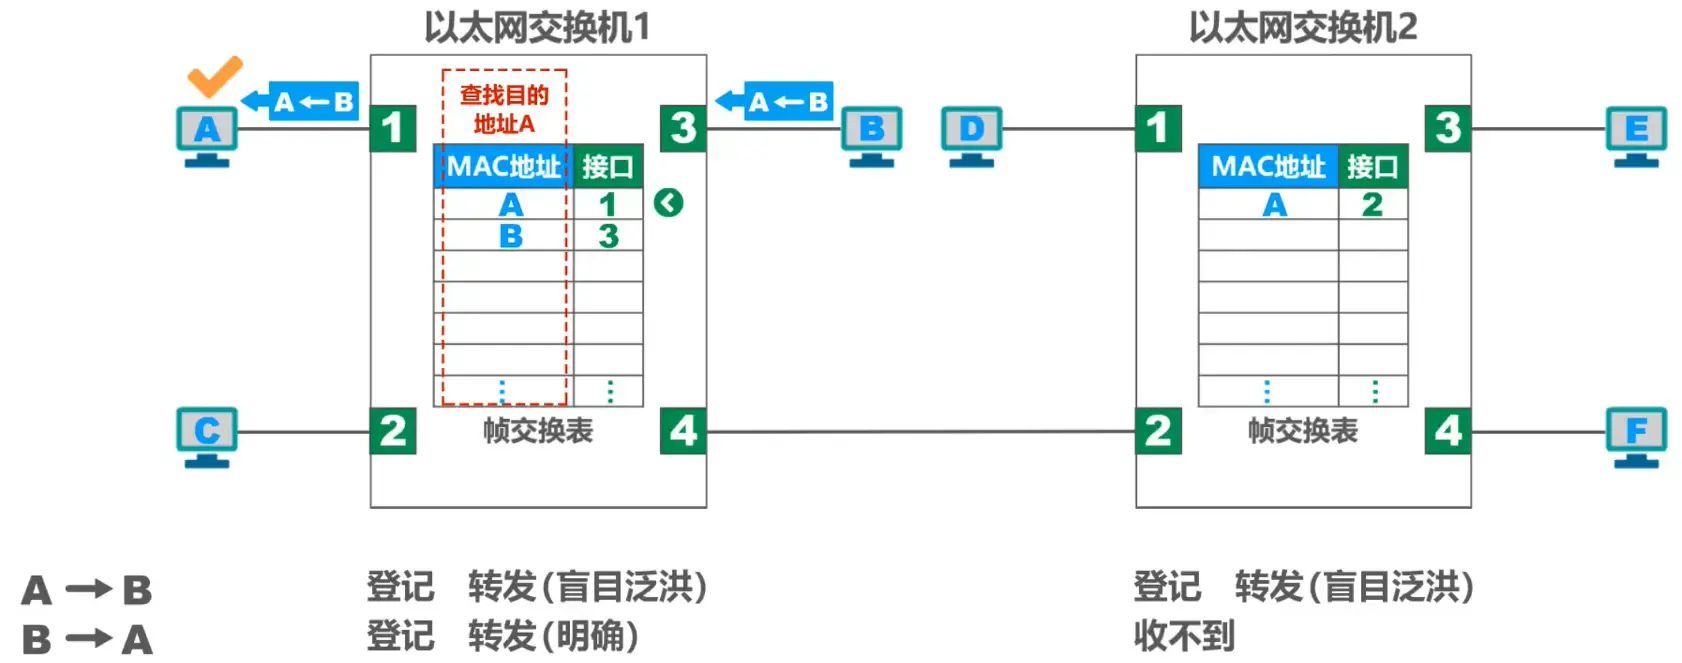 以太网交换机1
以太网交换机2
A←B
查找目的
地址A
A←B
A
1
3
B
D
1
3
E
MAC地址 接口
A 1
B 3
⋮ ⋮
帧交换表
MAC地址 接口
A 2
⋮ ⋮
帧交换表
C
2
4
2
4
F
A → B 登记 转发(盲目泛洪) 登记 转发(盲目泛洪)
B → A 登记 转发(明确) 收不到